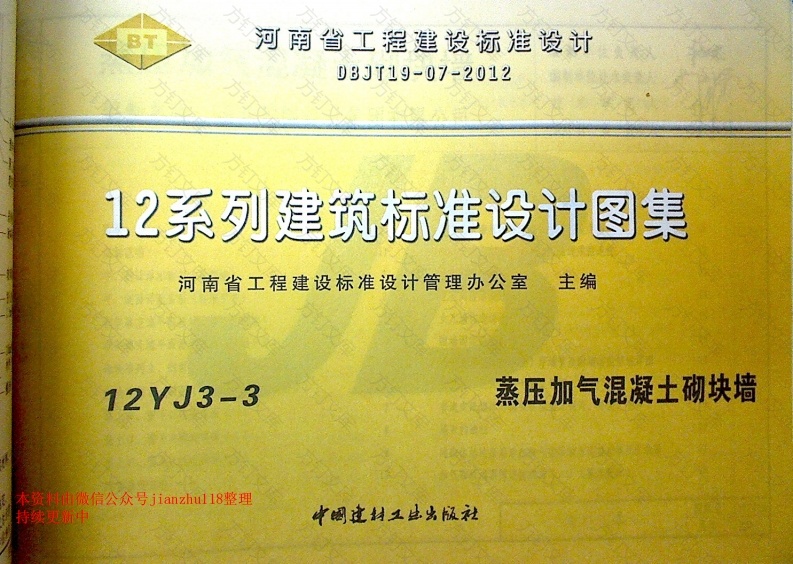 BT
河南省工程建设标准设计
DBJT19-07-2012
12系列建筑标准设计图集
河南省工程建设标准设计管理办公室 主编
12YJ3-3
蒸压加气混凝土砌块墙
本资料由微信公众号jianzhu118整理
持续更新中
中国建材工业出版社